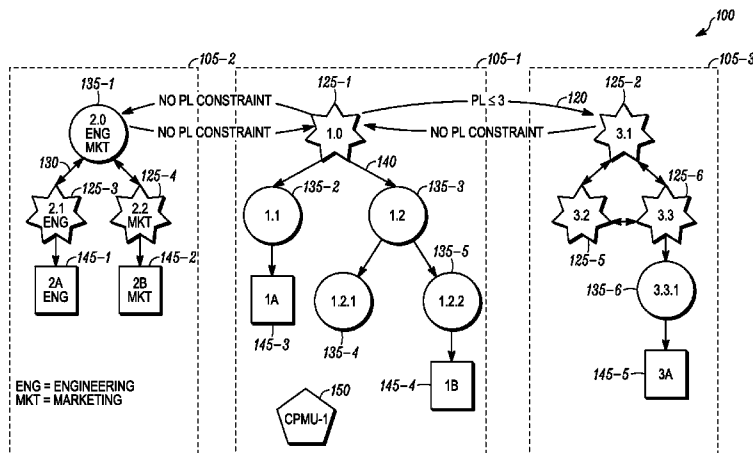 100
105-2
105-1
105-3
135-1
125-1
125-2
NO PL CONSTRAINT
PL ≤ 3
120
2.0
ENG
MKT
1.0
3.1
NO PL CONSTRAINT
NO PL CONSTRAINT
130
125-3
125-4
140
135-2
135-3
125-6
2.1
ENG
2.2
MKT
1.1
1.2
3.2
3.3
125-5
145-1
145-2
135-5
2A
ENG
2B
MKT
1A
1.2.1
1.2.2
135-6
3.3.1
145-3
135-4
ENG = ENGINEERING
MKT = MARKETING
150
CPMU-1
145-4
1B
145-5
3A